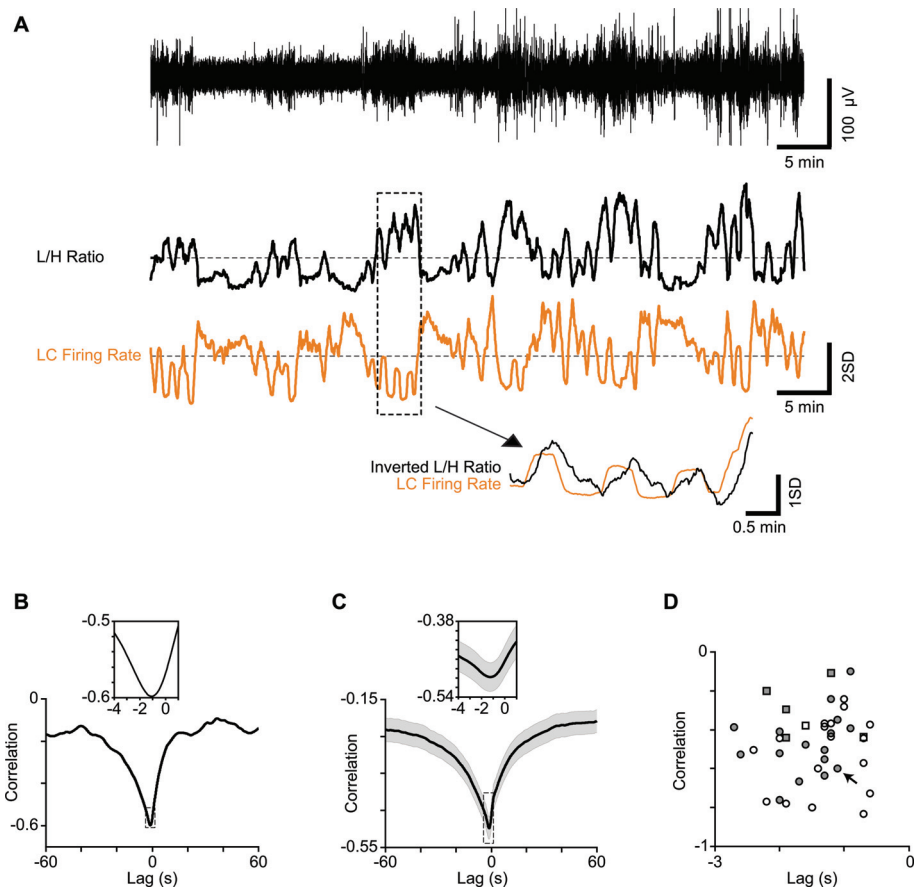 A
100 µV
5 min
L/H Ratio
LC Firing Rate
2SD
5 min
Inverted L/H Ratio
LC Firing Rate
1SD
0.5 min
B
-0.5
-0.6
-4 -2 0
0
Correlation
-0.6
-60 0 60
Lag (s)
C
-0.38
-0.54
-4 -2 0
-0.15
Correlation
-0.55
-60 0 60
Lag (s)
D
0
Correlation
-1
-3 0
Lag (s)